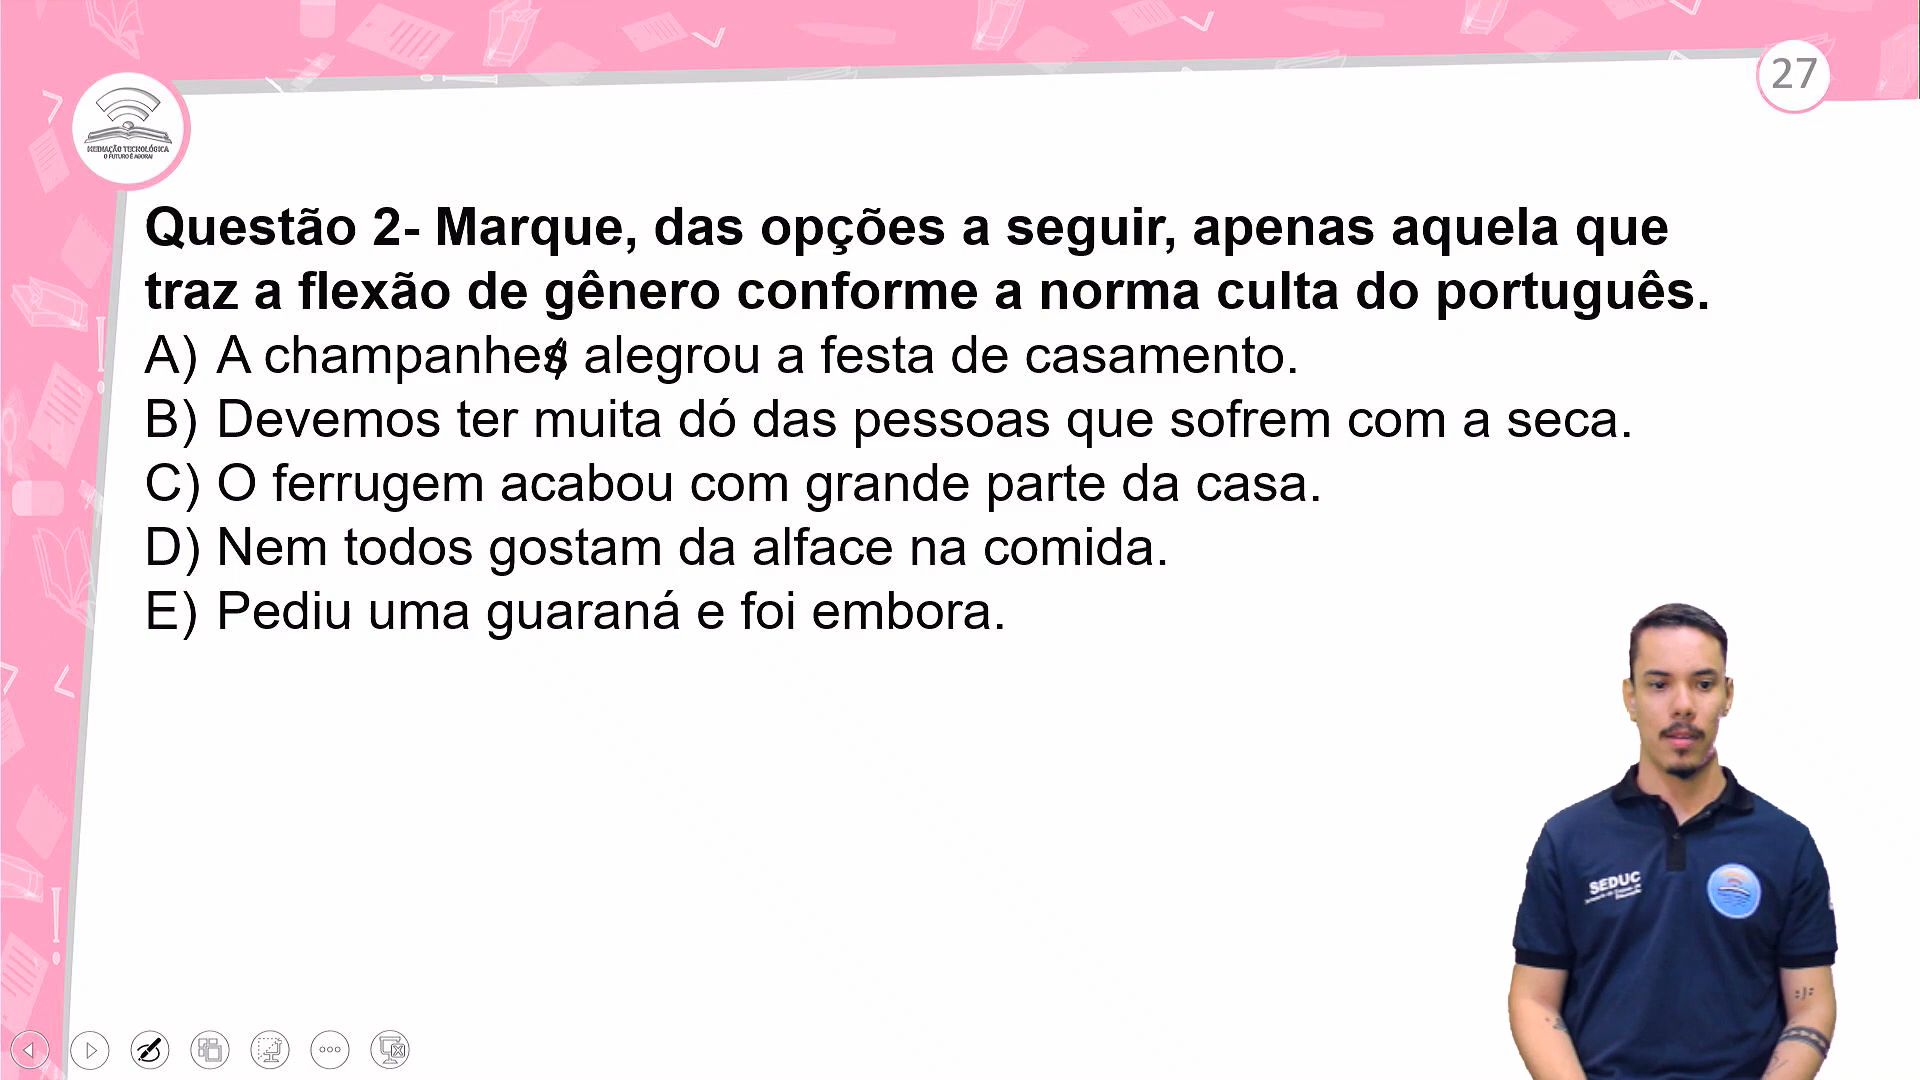 27
MEDIAÇÃO TECNOLÓGICA
O FUTURO É AGORA!
Questão 2- Marque, das opções a seguir, apenas aquela que
traz a flexão de gênero conforme a norma culta do português.
A) A champanhes alegrou a festa de casamento.
B) Devemos ter muita dó das pessoas que sofrem com a seca.
C) O ferrugem acabou com grande parte da casa.
D) Nem todos gostam da alface na comida.
E) Pediu uma guaraná e foi embora.
SEDUC